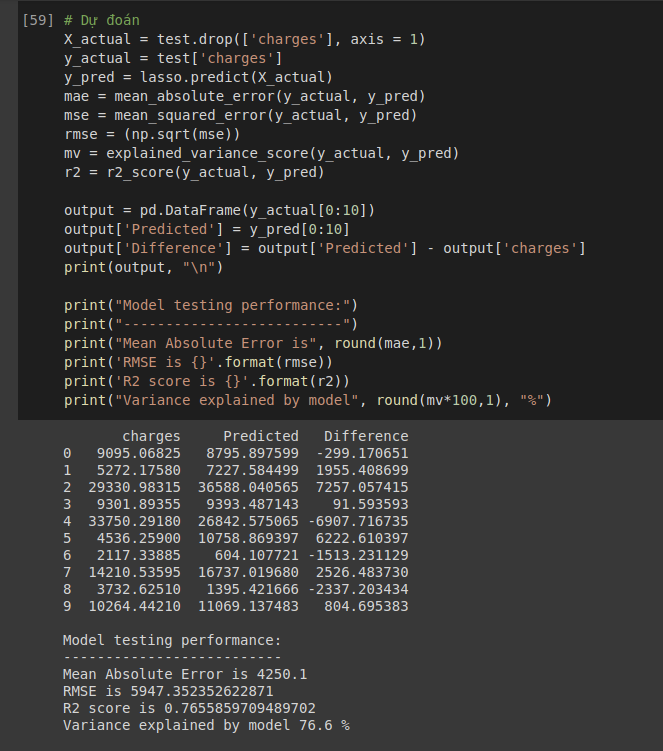 [59] # Dự đoán
X_actual = test.drop(['charges'], axis = 1)
y_actual = test['charges']
y_pred = lasso.predict(X_actual)
mae = mean_absolute_error(y_actual, y_pred)
mse = mean_squared_error(y_actual, y_pred)
rmse = (np.sqrt(mse))
mv = explained_variance_score(y_actual, y_pred)
r2 = r2_score(y_actual, y_pred)

output = pd.DataFrame(y_actual[0:10])
output['Predicted'] = y_pred[0:10]
output['Difference'] = output['Predicted'] - output['charges']
print(output, "\n")

print("Model testing performance:")
print("--------------------------")
print("Mean Absolute Error is", round(mae,1))
print('RMSE is {}'.format(rmse))
print('R2 score is {}'.format(r2))
print("Variance explained by model", round(mv*100,1), "%")

charges Predicted Difference
0 9095.06825 8795.897599 -299.170651
1 5272.17580 7227.584499 1955.408699
2 29330.98315 36588.040565 7257.057415
3 9301.89355 9393.487143 91.593593
4 33750.29180 26842.575065 -6907.716735
5 4536.25900 10758.869397 6222.610397
6 2117.33885 604.107721 -1513.231129
7 14210.53595 16737.019680 2526.483730
8 3732.62510 1395.421666 -2337.203434
9 10264.44210 11069.137483 804.695383

Model testing performance:
--------------------------
Mean Absolute Error is 4250.1
RMSE is 5947.352352622871
R2 score is 0.7655859709489702
Variance explained by model 76.6 %